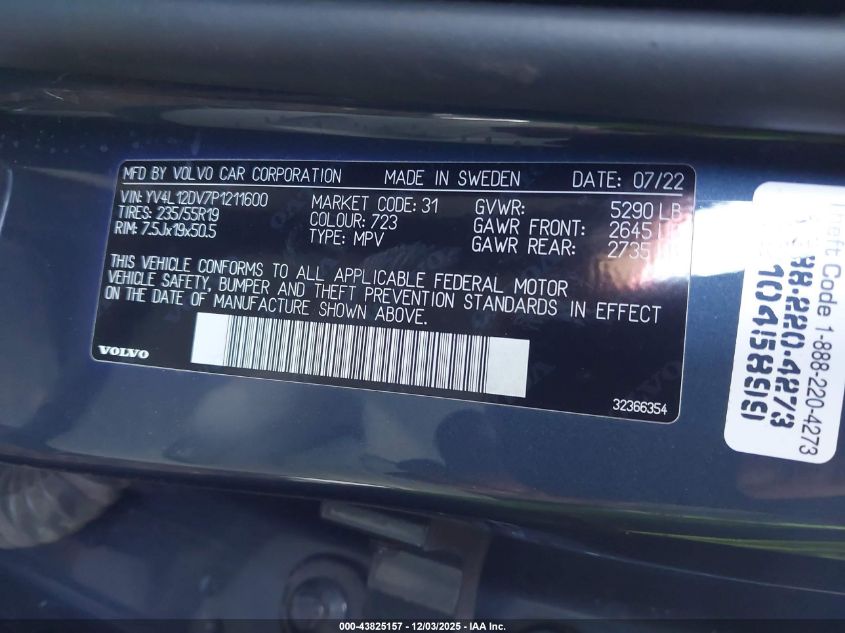 MFD BY VOLVO CAR CORPORATION MADE IN SWEDEN DATE: 07/22
VIN: YV4L12DV7P1211600 MARKET CODE: 31 GVWR: 5290 LB
TIRES: 235/55R19 COLOUR: 723 GAWR FRONT: 2645
RIM: 7.5Jx19x50.5 TYPE: MPV GAWR REAR: 2735
THIS VEHICLE CONFORMS TO ALL APPLICABLE FEDERAL MOTOR
VEHICLE SAFETY, BUMPER AND THEFT PREVENTION STANDARDS IN EFFECT
ON THE DATE OF MANUFACTURE SHOWN ABOVE.
VOLVO
32366354
Code 1-888-220-4273
000-43825157 - 12/03/2025 - IAA Inc.